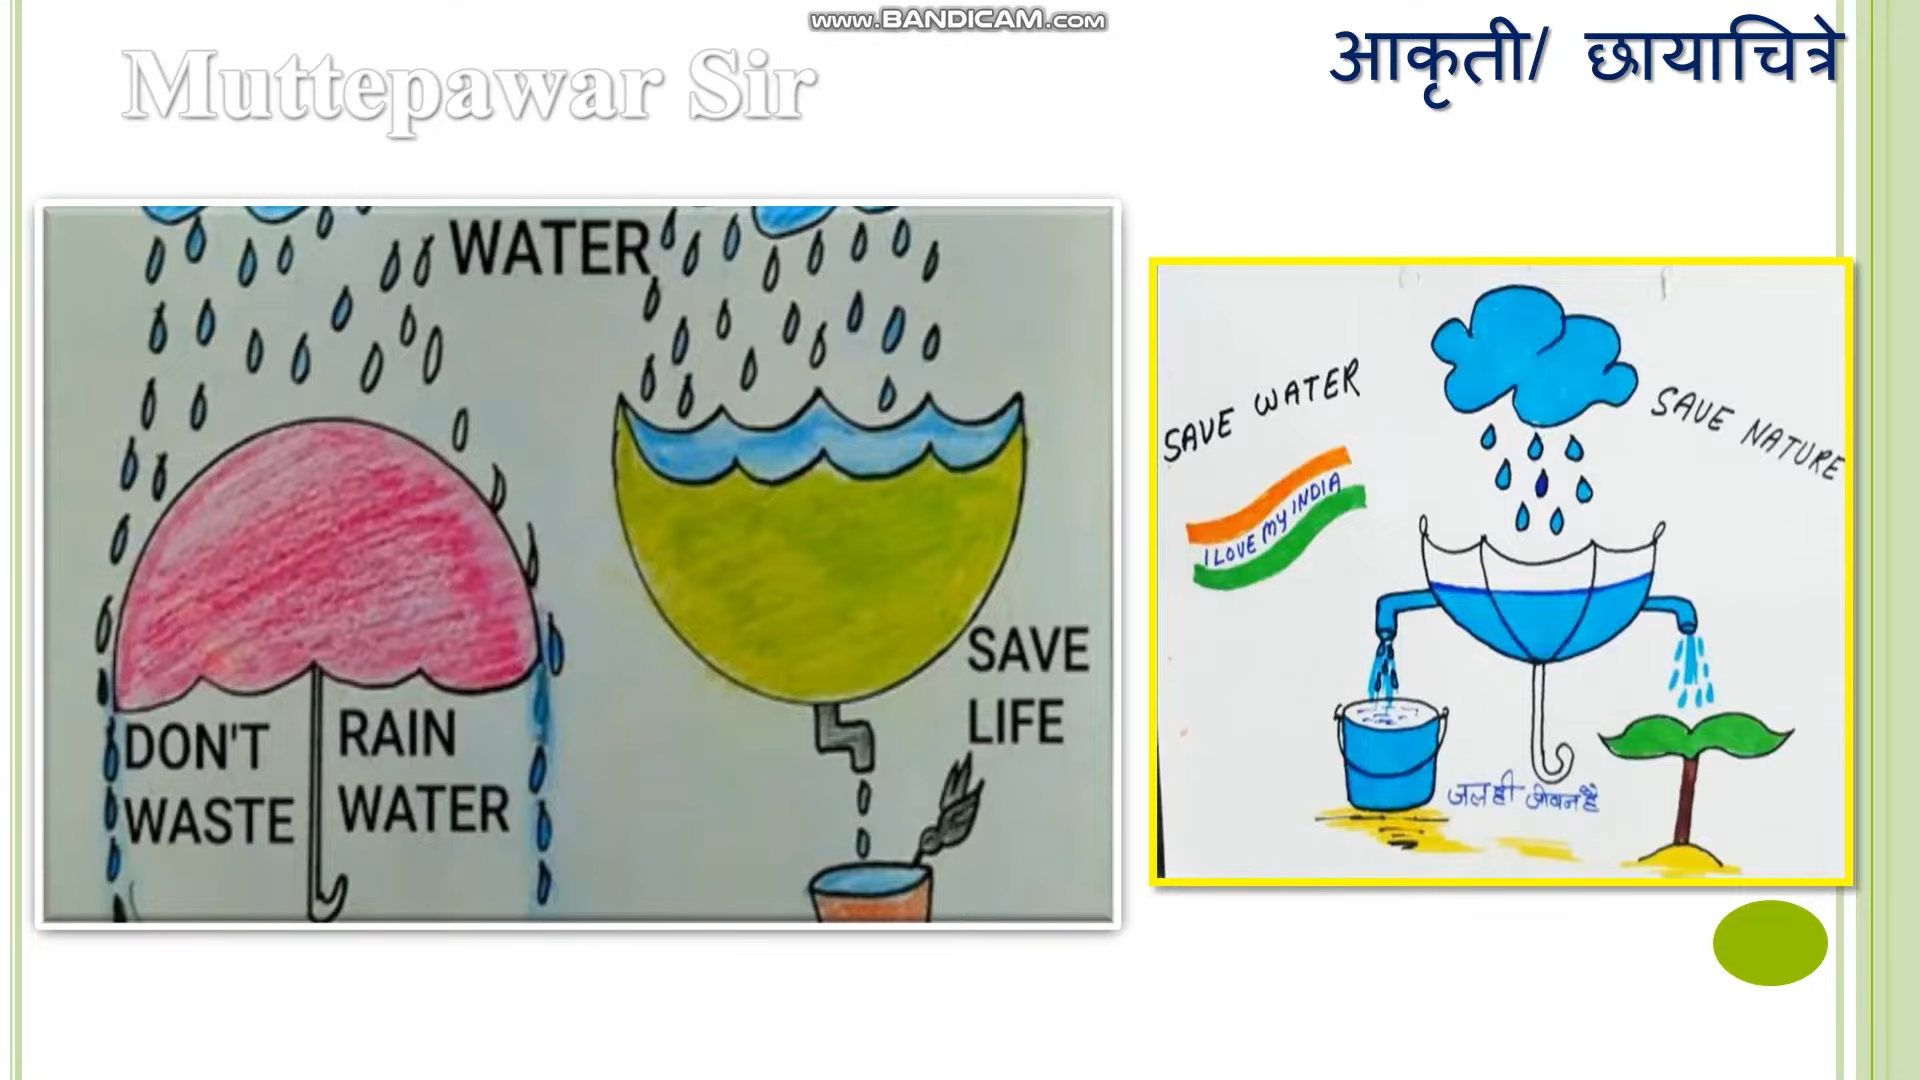 www.BANDICAM.com
Muttepawar Sir
आकृती/ छायाचित्रे
WATER
DON'T
WASTE
RAIN
WATER
SAVE
LIFE
SAVE WATER
SAVE NATURE
I LOVE MY INDIA
जल ही जीवन है